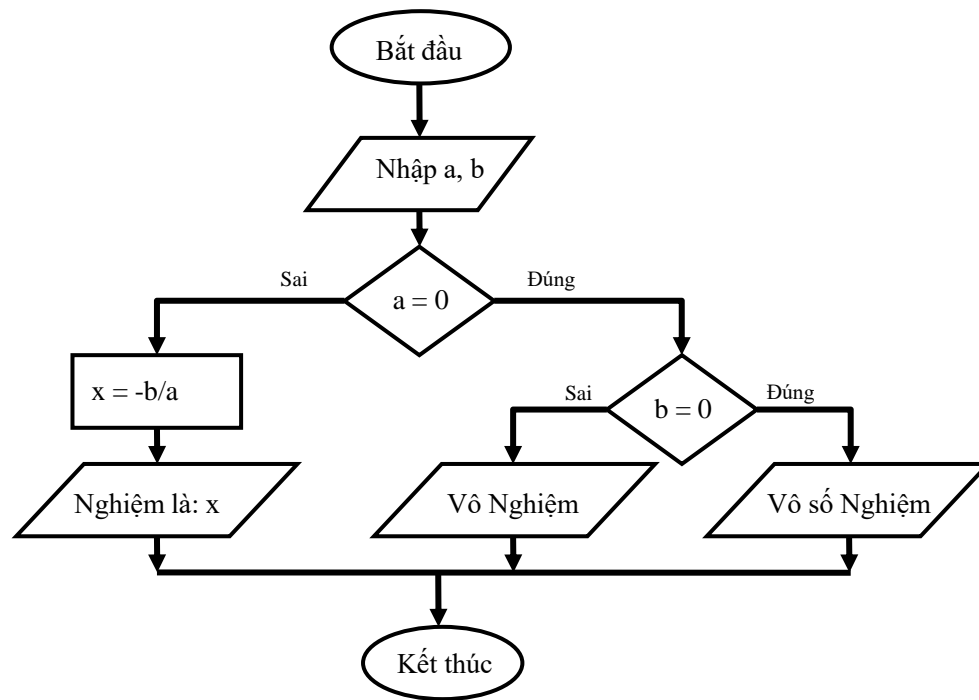 Bắt đầu
Nhập a, b
Sai
Đúng
a = 0
x = -b/a
Sai
Đúng
b = 0
Nghiệm là: x
Vô Nghiệm
Vô số Nghiệm
Kết thúc